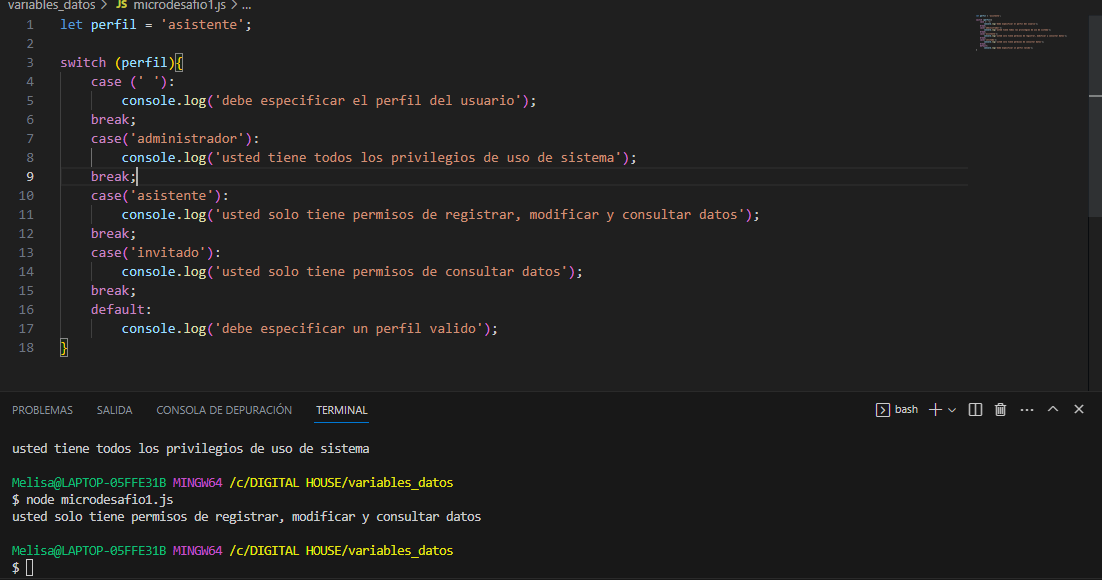 variables_datos > JS microdesafio1.js > ...
1 let perfil = 'asistente';
2
3 switch (perfil){
4     case (' '):
5         console.log('debe especificar el perfil del usuario');
6     break;
7     case('administrador'):
8         console.log('usted tiene todos los privilegios de uso de sistema');
9     break;
10     case('asistente'):
11         console.log('usted solo tiene permisos de registrar, modificar y consultar datos');
12     break;
13     case('invitado'):
14         console.log('usted solo tiene permisos de consultar datos');
15     break;
16     default:
17         console.log('debe especificar un perfil valido');
18 }
PROBLEMAS SALIDA CONSOLA DE DEPURACIÓN TERMINAL bash
usted tiene todos los privilegios de uso de sistema
Melisa@LAPTOP-05FFE31B MINGW64 /c/DIGITAL HOUSE/variables_datos
$ node microdesafio1.js
usted solo tiene permisos de registrar, modificar y consultar datos
Melisa@LAPTOP-05FFE31B MINGW64 /c/DIGITAL HOUSE/variables_datos
$